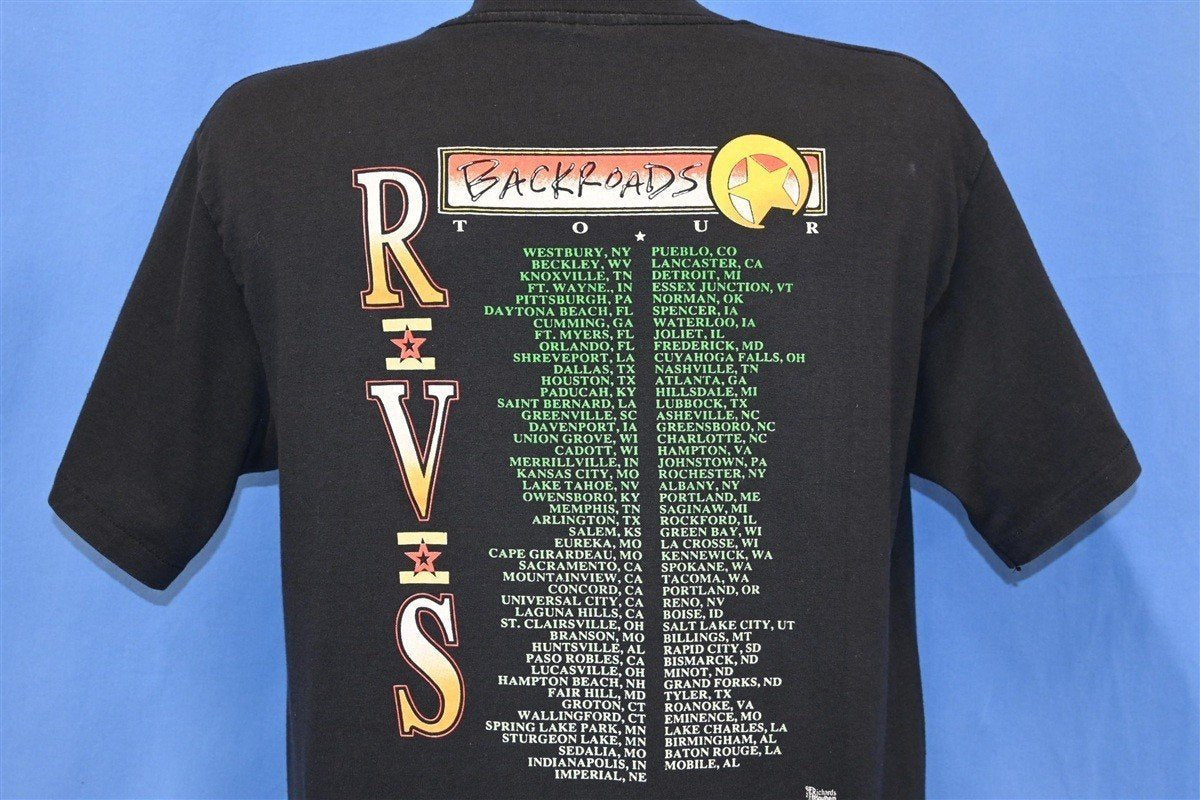 R
V
S
BACKROADS
TOUR
WESTBURY, NY
BECKLEY, WV
KNOXVILLE, TN
FT. WAYNE., IN
PITTSBURGH, PA
DAYTONA BEACH, FL
CUMMING, GA
FT. MYERS, FL
ORLANDO, FL
SHREVEPORT, LA
DALLAS, TX
HOUSTON, TX
PADUCAH, KY
SAINT BERNARD, LA
GREENVILLE, SC
DAVENPORT, IA
UNION GROVE, WI
CADOTT, WI
MERRILLVILLE, IN
KANSAS CITY, MO
LAKE TAHOE, NV
OWENSBORO, KY
MEMPHIS, TN
ARLINGTON, TX
SALEM, KS
EUREKA, MO
CAPE GIRARDEAU, MO
SACRAMENTO, CA
MOUNTAINVIEW, CA
CONCORD, CA
UNIVERSAL CITY, CA
LAGUNA HILLS, CA
ST. CLAIRSVILLE, OH
BRANSON, MO
HUNTSVILLE, AL
PASO ROBLES, CA
LUCASVILLE, OH
HAMPTON BEACH, NH
FAIR HILL, MD
GROTON, CT
WALLINGFORD, CT
SPRING LAKE PARK, MN
STURGEON LAKE, MN
SEDALIA, MO
INDIANAPOLIS, IN
IMPERIAL, NE
PUEBLO, CO
LANCASTER, CA
DETROIT, MI
ESSEX JUNCTION, VT
NORMAN, OK
SPENCER, IA
WATERLOO, IA
JOLIET, IL
FREDERICK, MD
CUYAHOGA FALLS, OH
NASHVILLE, TN
ATLANTA, GA
HILLSDALE, MI
LUBBOCK, TX
ASHEVILLE, NC
GREENSBORO, NC
CHARLOTTE, NC
HAMPTON, VA
JOHNSTOWN, PA
ROCHESTER, NY
ALBANY, NY
PORTLAND, ME
SAGINAW, MI
ROCKFORD, IL
GREEN BAY, WI
LA CROSSE, WI
KENNEWICK, WA
SPOKANE, WA
TACOMA, WA
PORTLAND, OR
RENO, NV
BOISE, ID
SALT LAKE CITY, UT
BILLINGS, MT
RAPID CITY, SD
BISMARCK, ND
MINOT, ND
GRAND FORKS, ND
TYLER, TX
ROANOKE, VA
EMINENCE, MO
LAKE CHARLES, LA
BIRMINGHAM, AL
BATON ROUGE, LA
MOBILE, AL
Richards